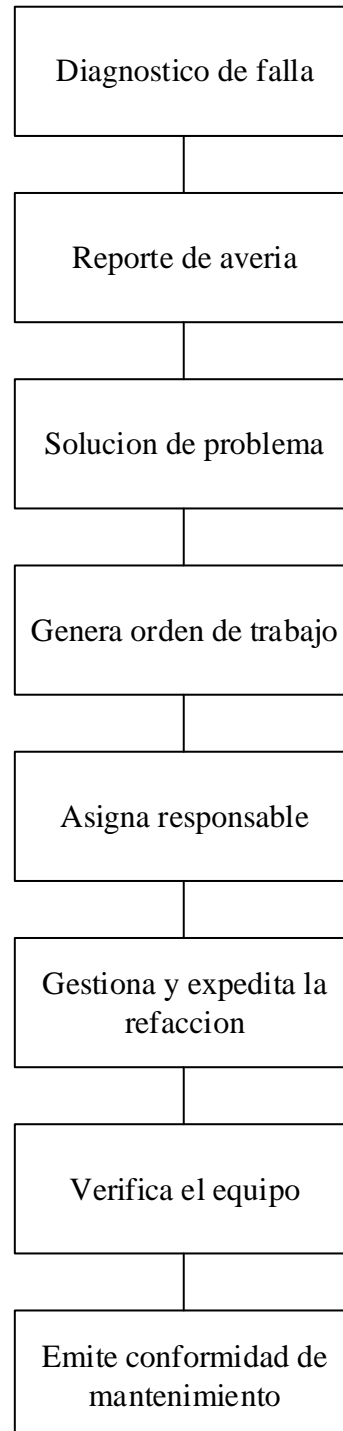 Diagnostico de falla
Reporte de averia
Solucion de problema
Genera orden de trabajo
Asigna responsable
Gestiona y expedita la
refaccion
Verifica el equipo
Emite conformidad de
mantenimiento